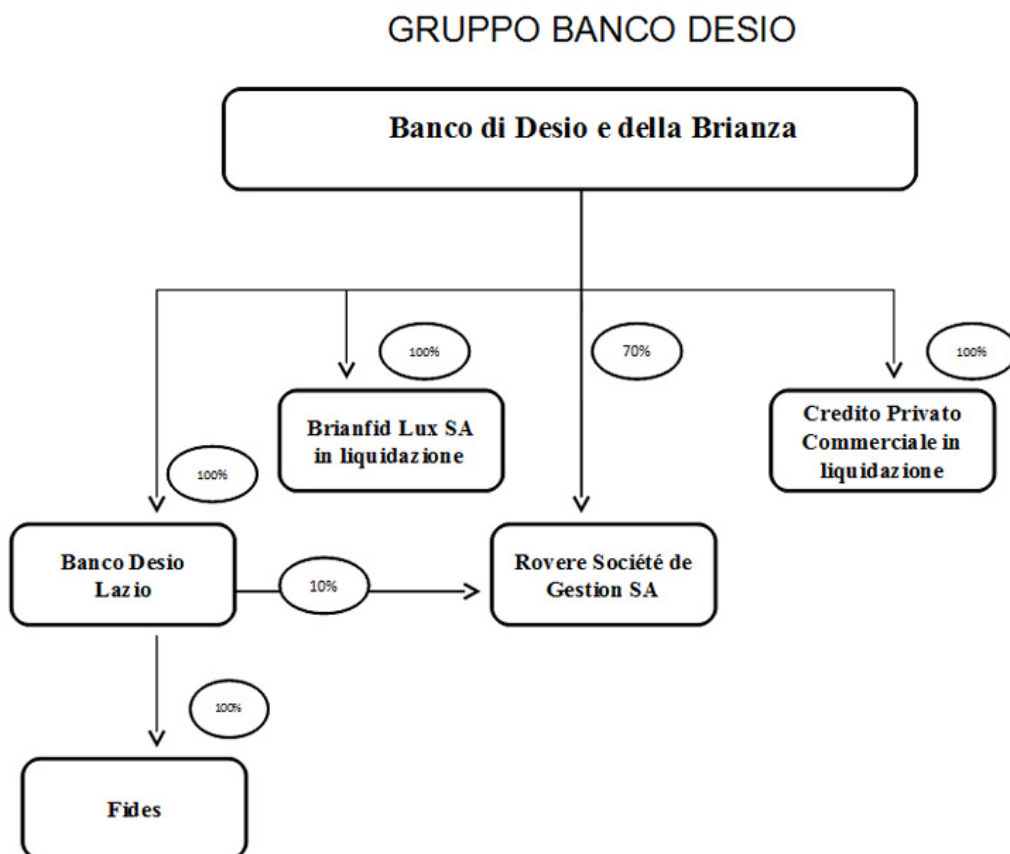 GRUPPO BANCO DESIO
Banco di Desio e della Brianza
100%
70%
100%
Brianfid Lux SA
in liquidazione
Credito Privato
Commerciale in
liquidazione
100%
Banco Desio
Lazio
10%
Rovere Société de
Gestion SA
100%
Fides